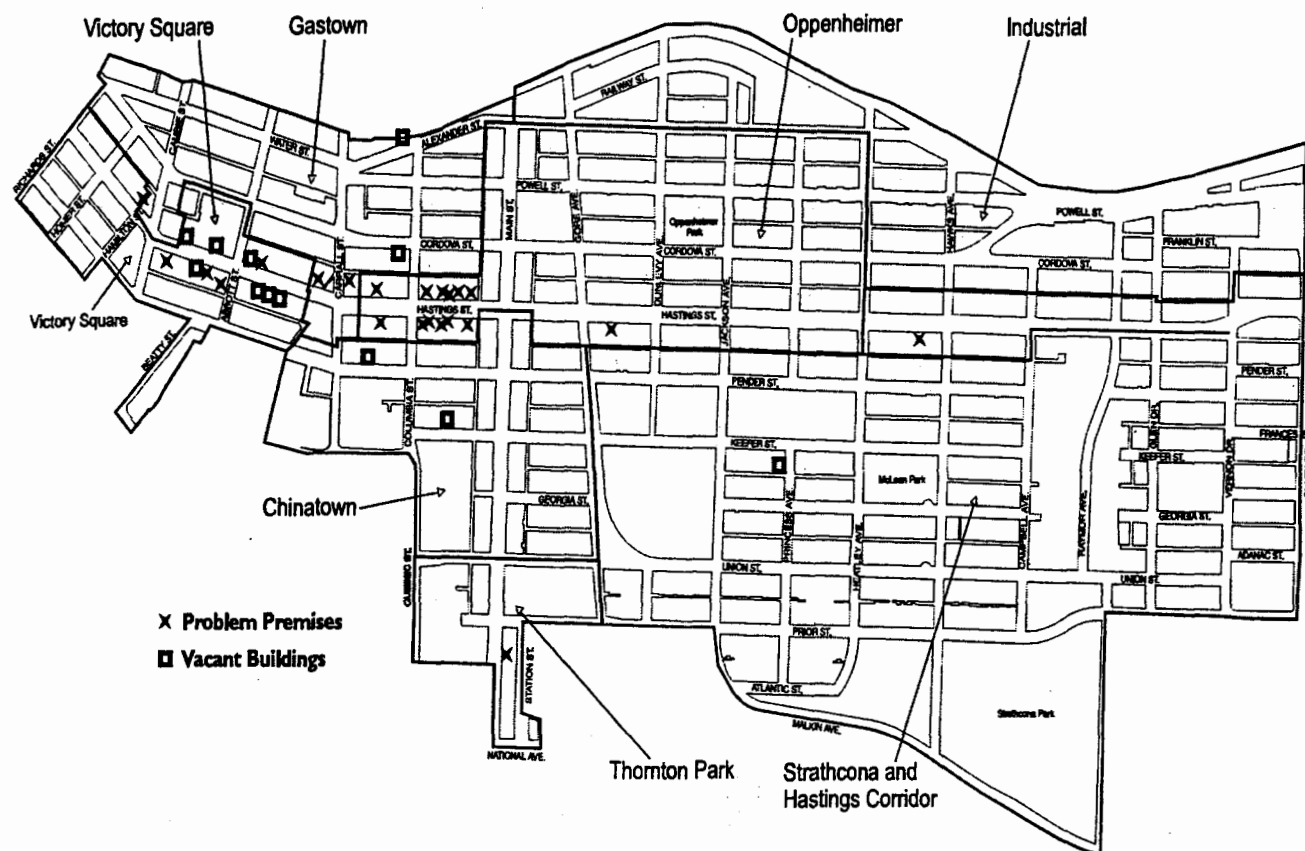 Victory Square
Gastown
Oppenheimer
Industrial
RAILWAY ST.
ALEXANDER ST.
WATER ST.
CAMBIE ST.
RICHARDS ST.
HOMER ST.
HAMILTON ST.
POWELL ST.
MAIN ST.
GORE AVE.
Oppenheimer
Park
HAWKS AVE.
POWELL ST.
FRANKLIN ST.
CORDOVA ST.
CORDOVA ST.
CORDOVA ST.
CARRALL ST.
DUNLEVY AVE.
JACKSON AVE.
ABBOTT ST.
HASTINGS ST.
HASTINGS ST.
Victory Square
BEATTY ST.
PENDER ST.
PENDER ST.
COLUMBIA ST.
KEEFER ST.
KEEFER ST.
GLEN DR.
VERNON DR.
FRANCES
McLean Park
Chinatown
GEORGIA ST.
GEORGIA ST.
PRINCESS AVE.
HEATLEY AVE.
CAMPBELL AVE.
RAYMUR AVE.
ADANAC ST.
QUEBEC ST.
UNION ST.
UNION ST.
X Problem Premises
Vacant Buildings
PRIOR ST.
STATION ST.
ATLANTIC ST.
MALKIN AVE.
Strathcona Park
NATIONAL AVE.
Thornton Park
Strathcona and
Hastings Corridor